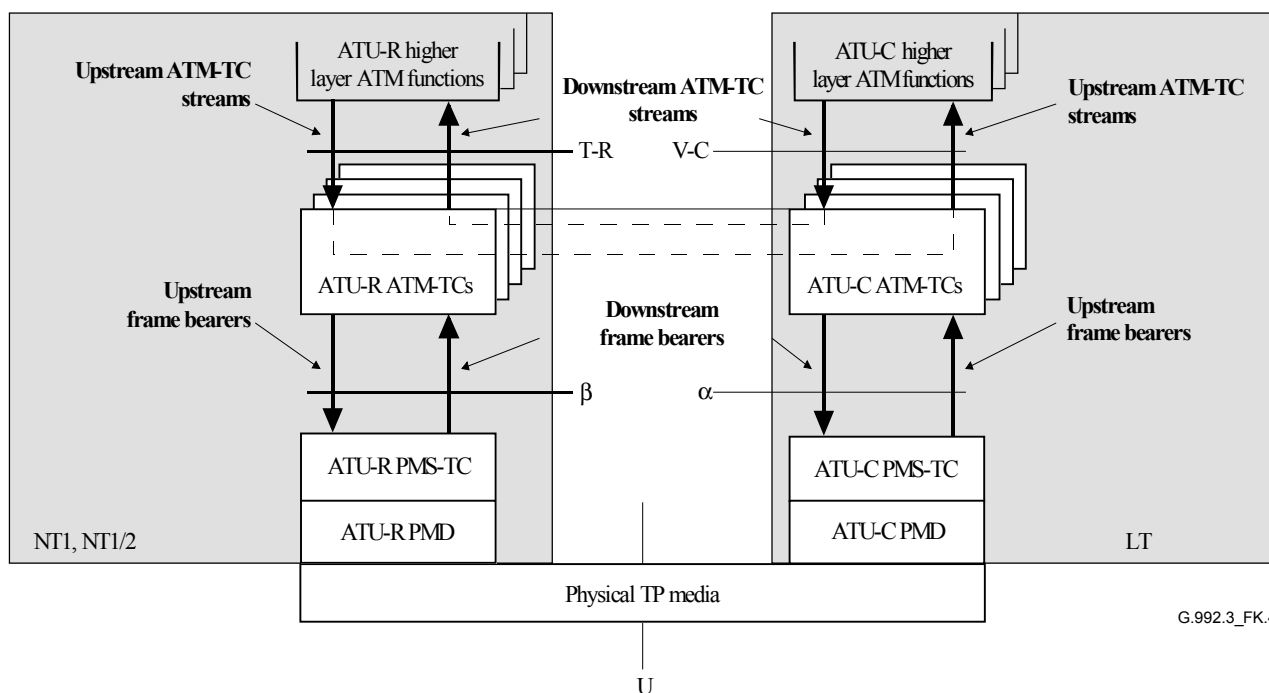 ATU-R higher
layer ATM functions
ATU-C higher
layer ATM functions
Upstream ATM-TC
streams
Downstream ATM-TC
streams
Upstream ATM-TC
streams
T-R
V-C
ATU-R ATM-TCs
ATU-C ATM-TCs
Upstream
frame bearers
Downstream
frame bearers
Upstream
frame bearers
β
α
ATU-R PMS-TC
ATU-C PMS-TC
ATU-R PMD
ATU-C PMD
NT1, NT1/2
LT
Physical TP media
G.992.3_FK.
U